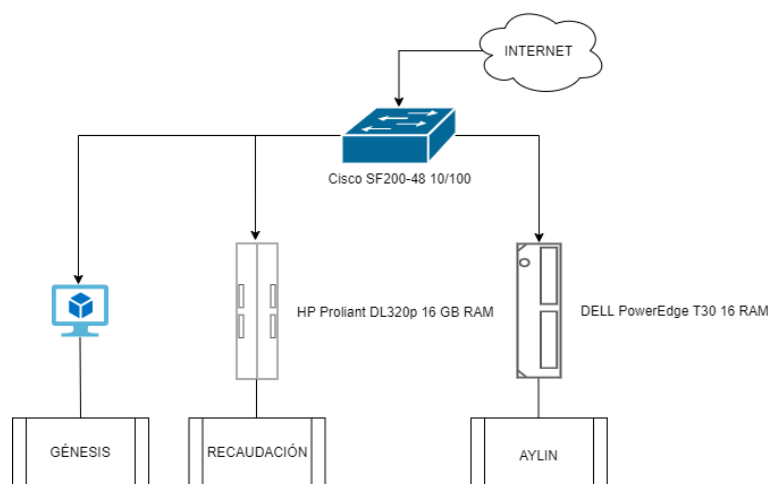 INTERNET
Cisco SF200-48 10/100
HP Proliant DL320p 16 GB RAM
DELL PowerEdge T30 16 RAM
GÉNESIS
RECAUDACIÓN
AYLIN